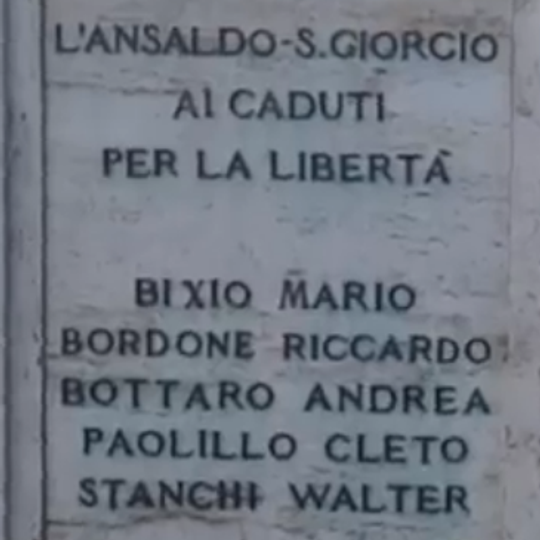 L'ANSALDO-S.GIORGIO
AI CADUTI
PER LA LIBERTÀ
BIXIO MARIO
BORDONE RICCARDO
BOTTARO ANDREA
PAOLILLO CLETO
STANCHI WALTER